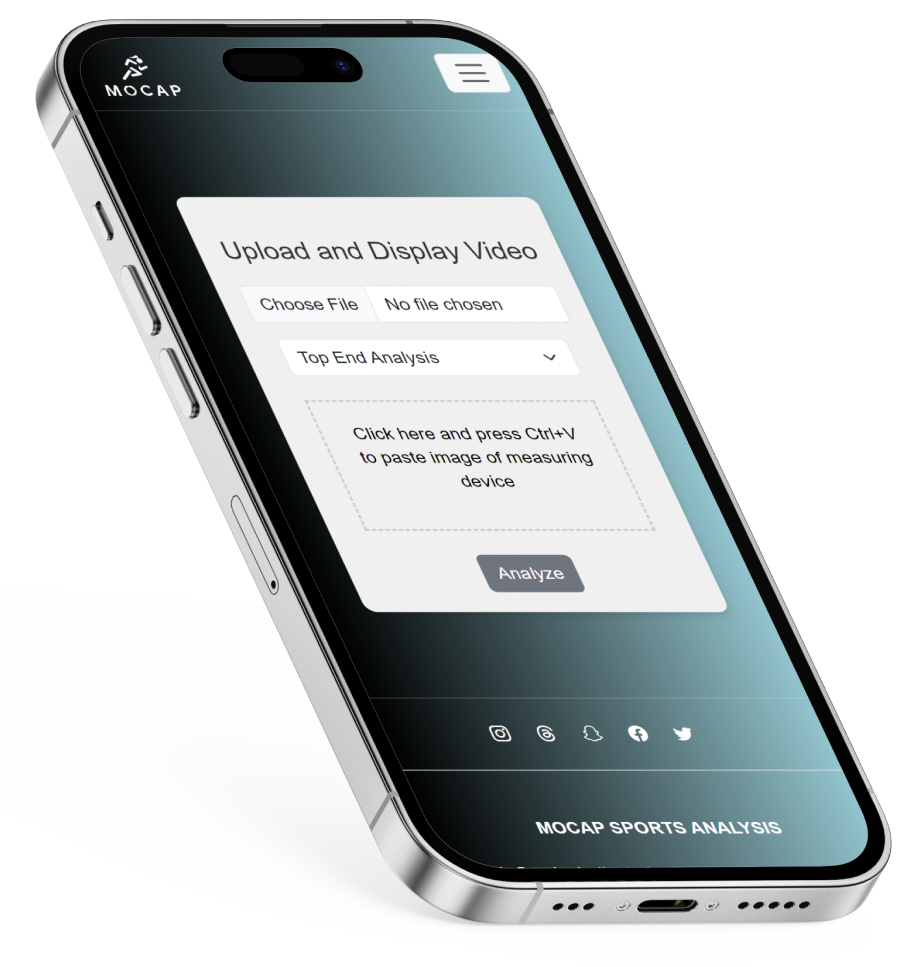 MOCAP
Upload and Display Video
Choose File No file chosen
Top End Analysis
Click here and press Ctrl+V
to paste image of measuring
device
Analyze
MOCAP SPORTS ANALYSIS